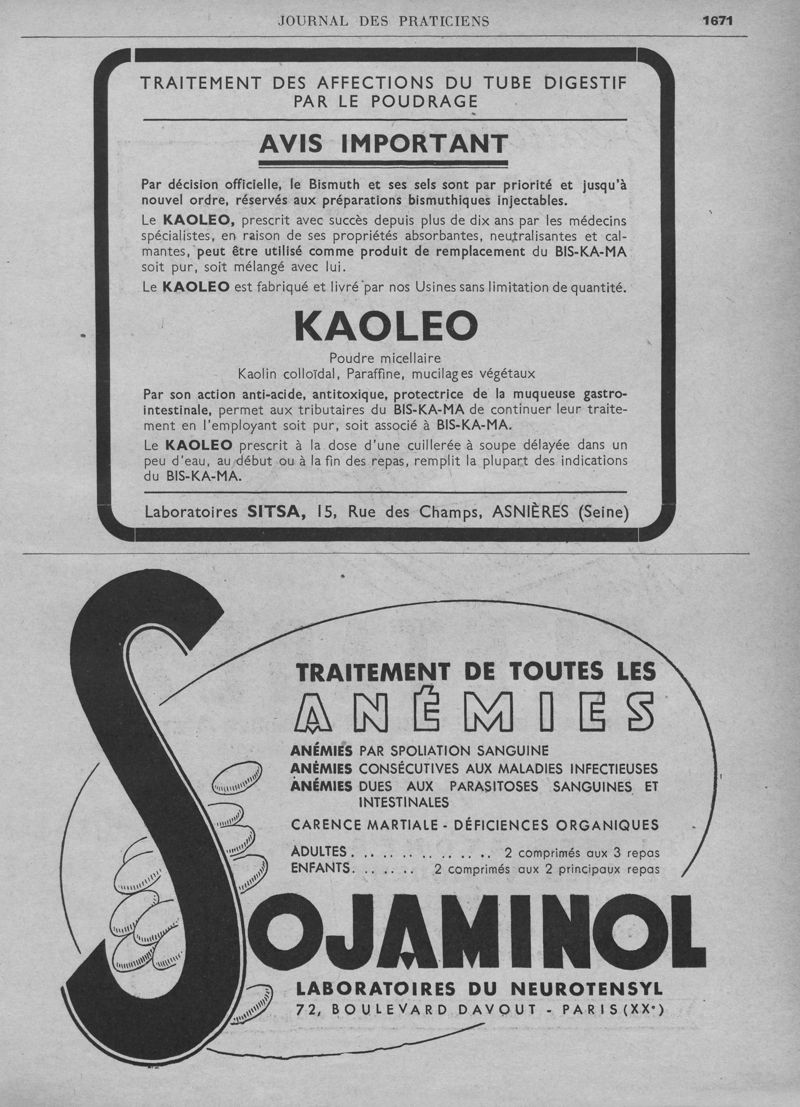 JOURNAL DES PRATICIENS
1671
TRAITEMENT DES AFFECTIONS DU TUBE DIGESTIF
PAR LE POUDRAGE
AVIS IMPORTANT
Par décision officielle, le Bismuth et ses sels sont par priorité et jusqu'à
nouvel ordre, réservés aux préparations bismuthiques injectables.
Le KAOLEO, prescrit avec succès depuis plus de dix ans par les médecins
spécialistes, en raison de ses propriétés absorbantes, neutralisantes et cal-
mantes, peut être utilisé comme produit de remplacement du BIS-KA-MA
soit pur, soit mélangé avec lui.
Le KAOLEO est fabriqué et livré par nos Usines sans limitation de quantité.
KAOLEO
Poudre micellaire
Kaolin colloïdal, Paraffine, mucilages végétaux
Par son action anti-acide, antitoxique, protectrice de la muqueuse gastro-
intestinale, permet aux tributaires du BIS-KA-MA de continuer leur traite-
ment en l'employant soit pur, soit associé à BIS-KA-MA.
Le KAOLEO prescrit à la dose d'une cuillerée à soupe délayée dans un
peu d'eau, au début ou à la fin des repas, remplit la plupart des indications
du BIS-KA-MA.
Laboratoires SITSA, 15, Rue des Champs, ASNIÈRES (Seine)
TRAITEMENT DE TOUTES LES
ANÉMIES
ANÉMIES PAR SPOLIATION SANGUINE
ANÉMIES CONSÉCUTIVES AUX MALADIES INFECTIEUSES
ANÉMIES DUES AUX PARASITOSES SANGUINES ET
INTESTINALES
CARENCE MARTIALE - DÉFICIENCES ORGANIQUES
ADULTES. . . . . . . . . . . . . 2 comprimés aux 3 repas
ENFANTS. . . . . . 2 comprimés aux 2 principaux repas
SOJAMINOL
LABORATOIRES DU NEUROTENSYL
72, BOULEVARD DAVOUT - PARIS (XXe)